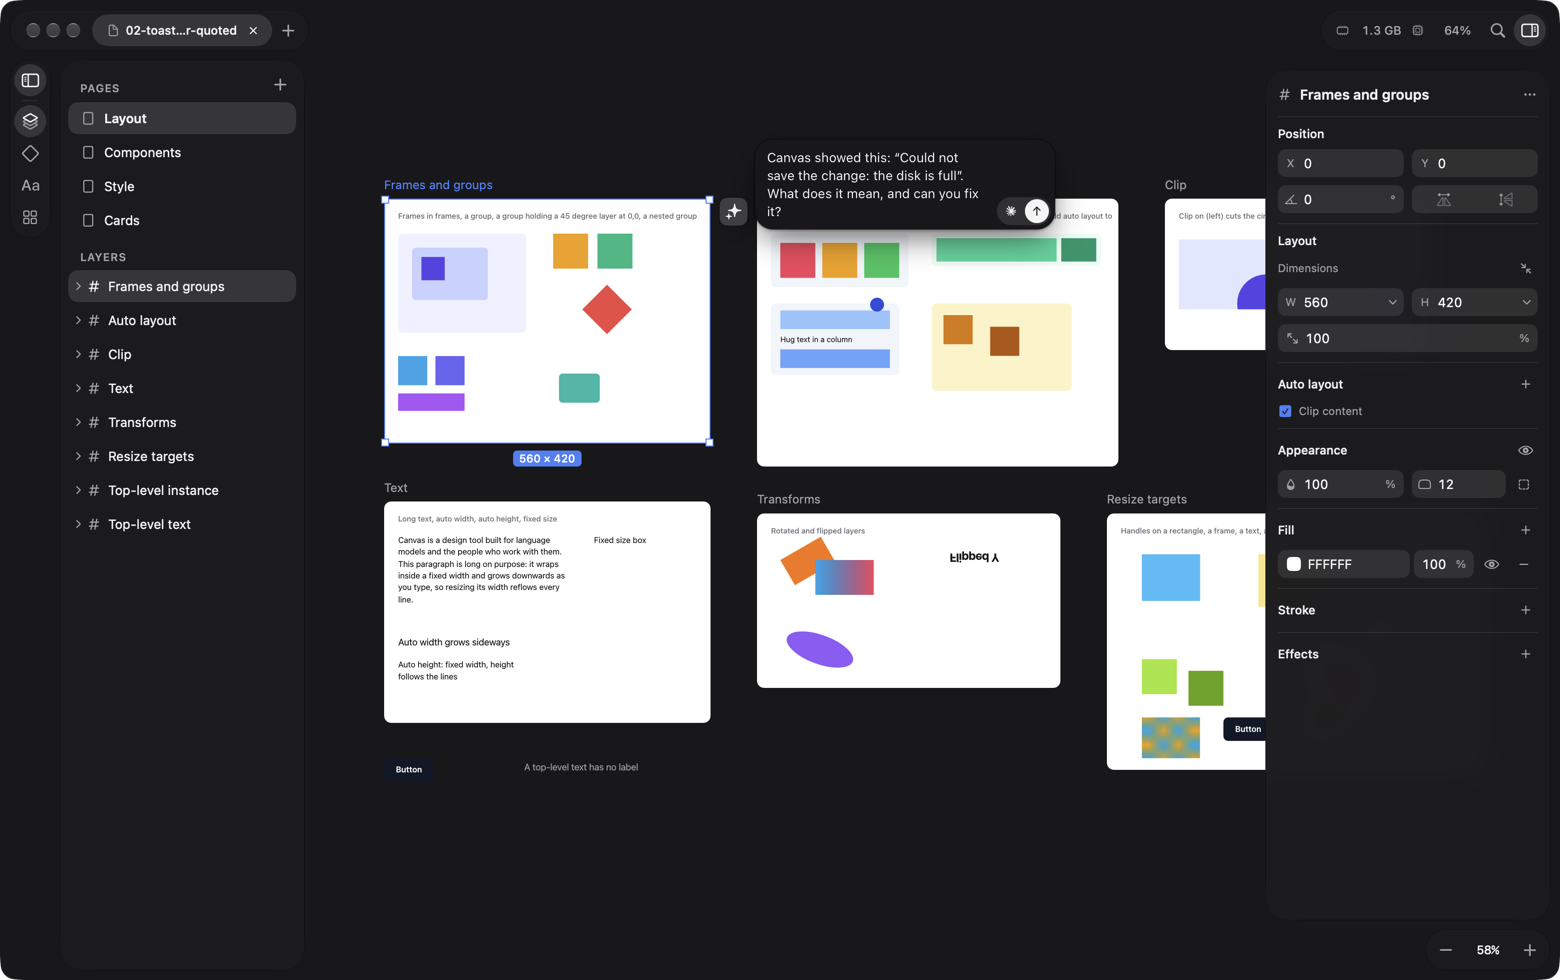 02-toast...r-quoted
1.3 GB
64%
PAGES
Layout
Components
Style
Cards
LAYERS
Frames and groups
Auto layout
Clip
Text
Transforms
Resize targets
Top-level instance
Top-level text
Aa
Frames and groups
Frames in frames, a group, a group holding a 45 degree layer at 0,0, a nested group
560 × 420
Canvas showed this: “Could not
save the change: the disk is full”.
What does it mean, and can you fix
it?
auto layout to
Hug text in a column
Clip
Clip on (left) cuts the
Text
Long text, auto width, auto height, fixed size
Canvas is a design tool built for language
models and the people who work with them.
This paragraph is long on purpose: it wraps
inside a fixed width and grows downwards as
you type, so resizing its width reflows every
line.
Fixed size box
Auto width grows sideways
Auto height: fixed width, height
follows the lines
Transforms
Rotated and flipped layers
Flipped Y
Resize targets
Handles on a rectangle, a frame, a text,
Button
Button
A top-level text has no label
Frames and groups
Position
X 0
Y 0
0 °
Layout
Dimensions
W 560
H 420
100 %
Auto layout
Clip content
Appearance
100 %
12
Fill
FFFFFF
100 %
Stroke
Effects
58%